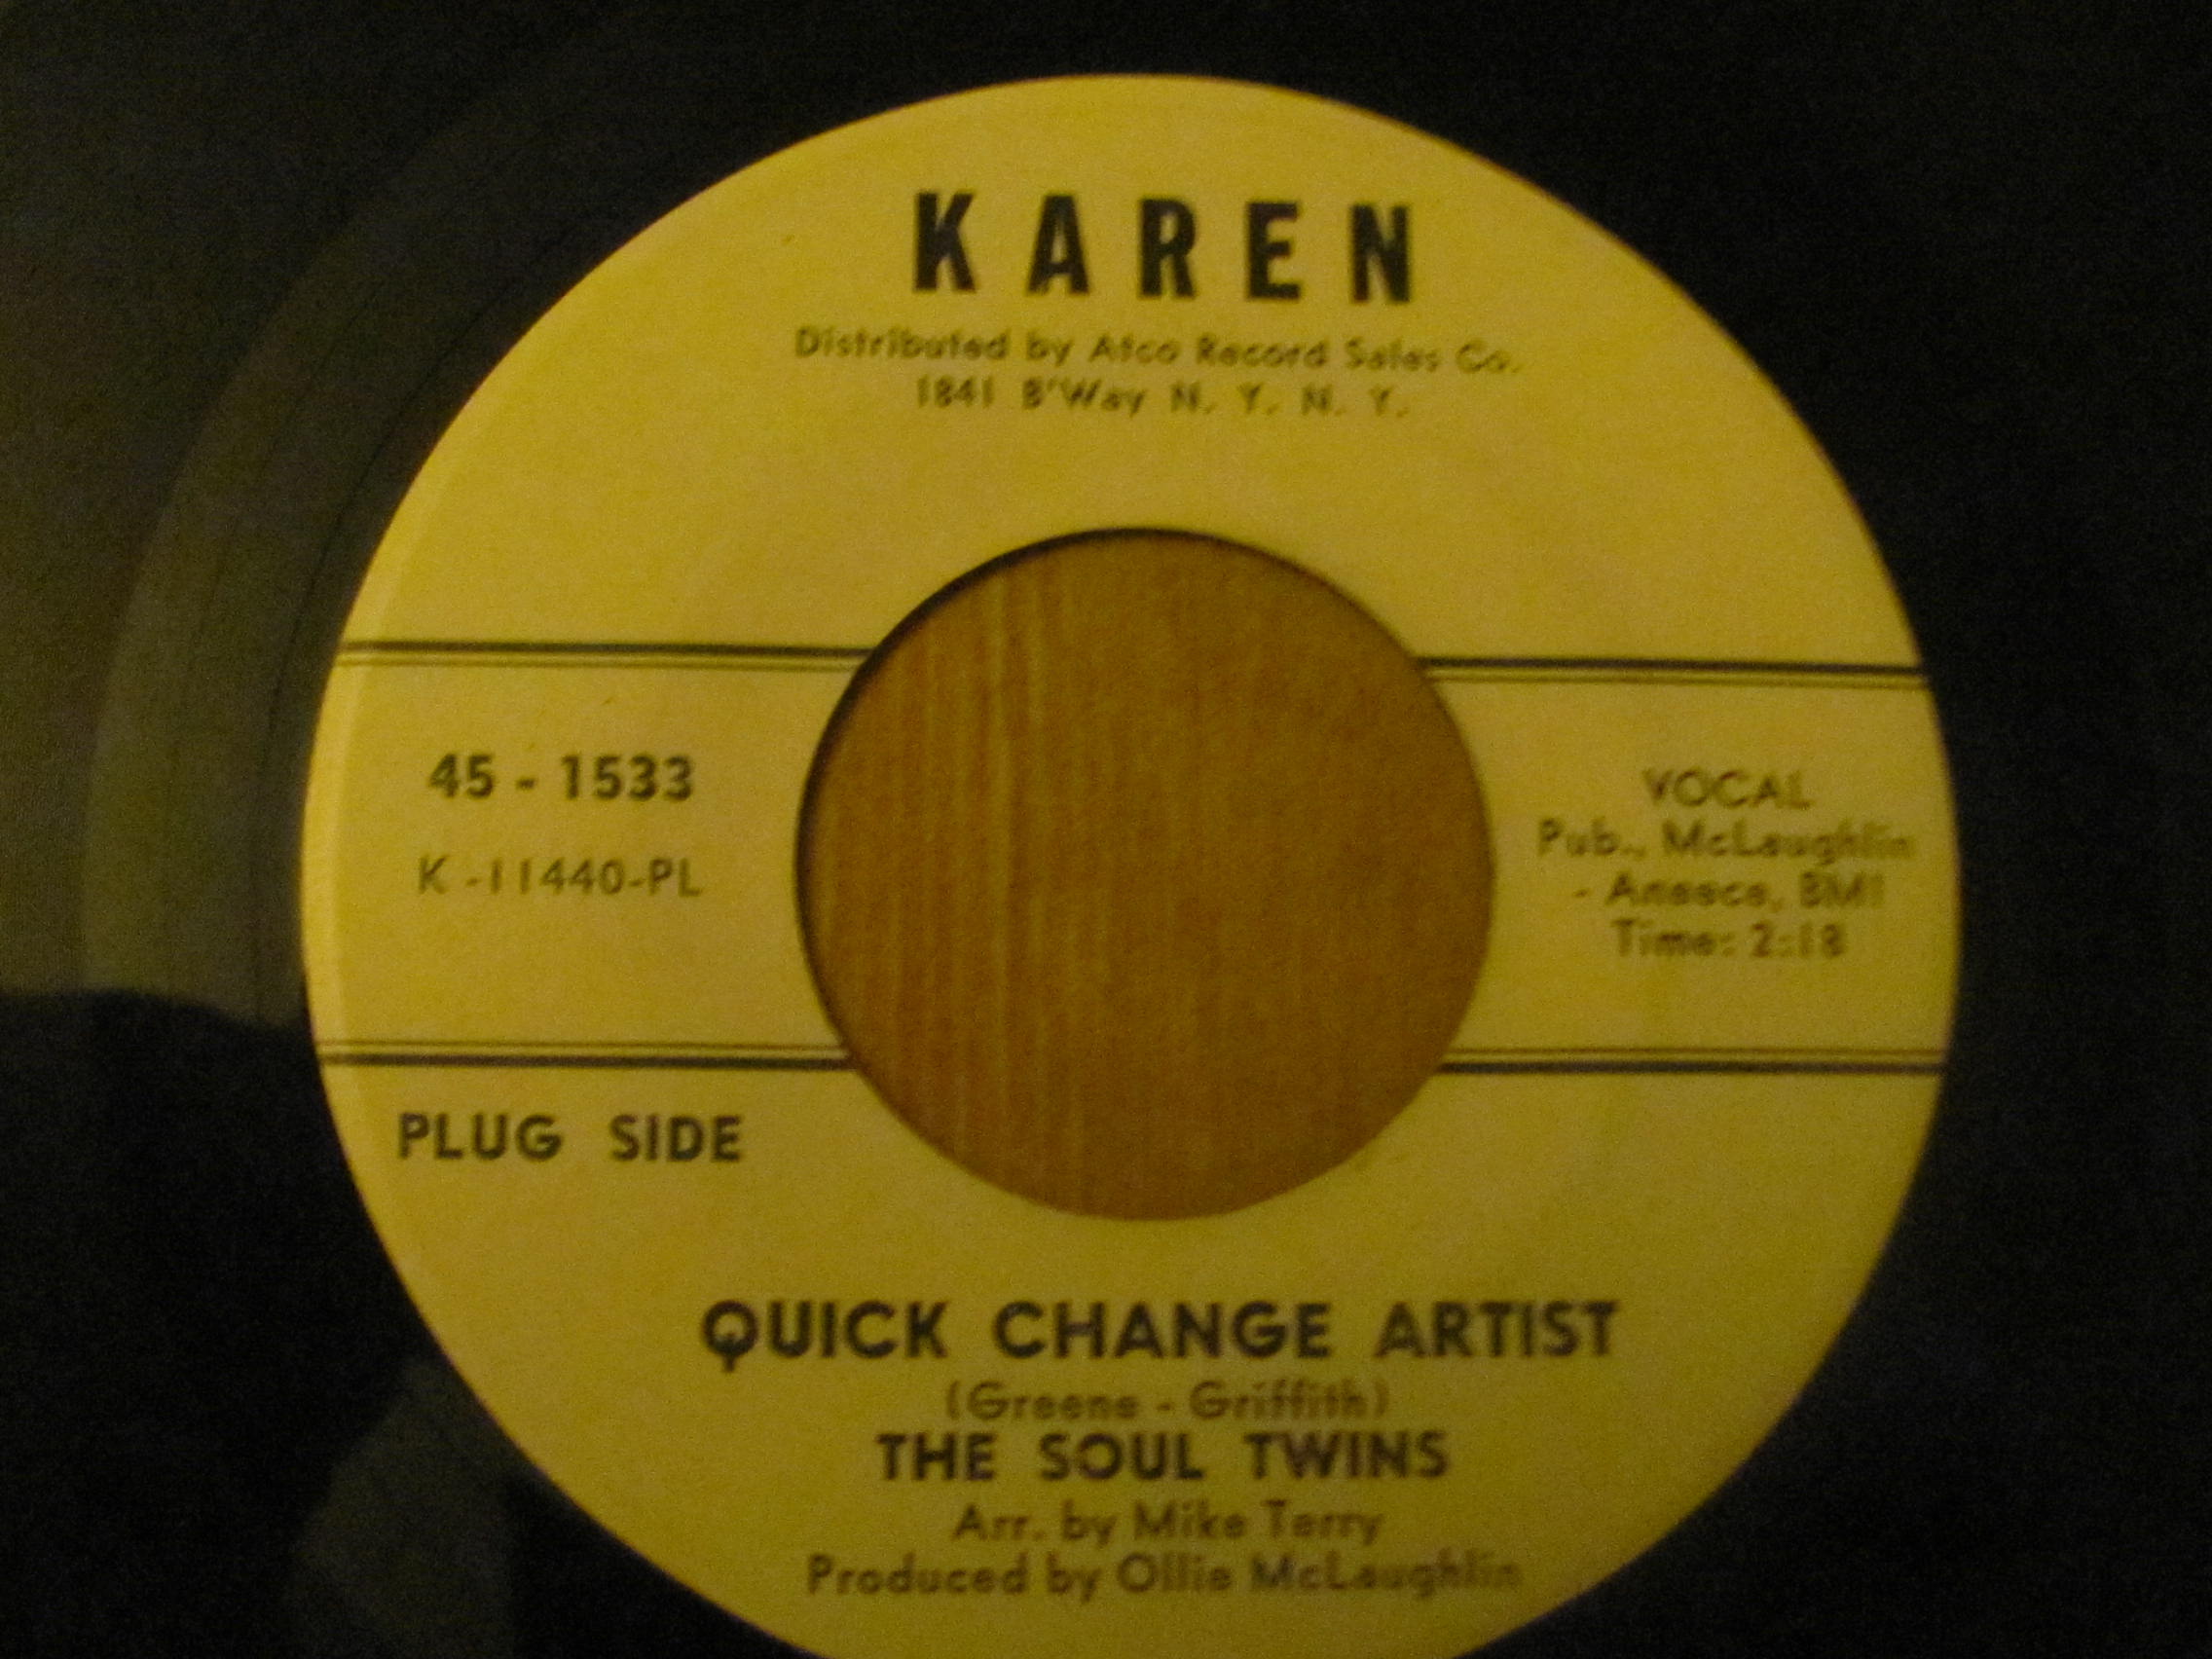 KAREN
Distributed by Atco Record Sales Co.
1841 B'Way N. Y. N. Y.
45 - 1533
K -11440-PL
VOCAL
Pub., McLaughlin
- Aneece, BMI
Time: 2:18
PLUG SIDE
QUICK CHANGE ARTIST
(Greene - Griffith)
THE SOUL TWINS
Arr. by Mike Terry
Produced by Ollie McLaughlin